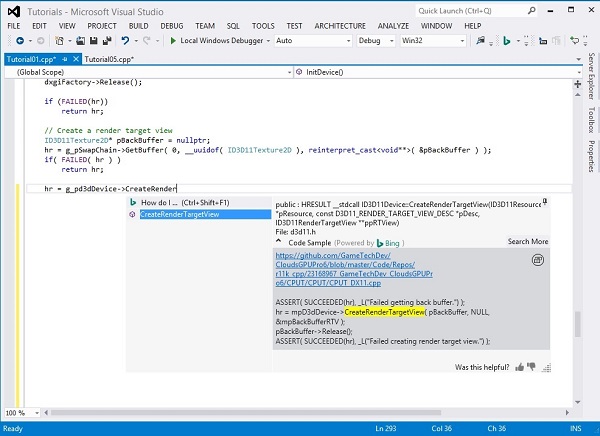 Tutorials - Microsoft Visual Studio
Quick Launch (Ctrl+Q)
FILE EDIT VIEW PROJECT BUILD DEBUG TEAM SQL TOOLS TEST ARCHITECTURE ANALYZE WINDOW HELP
Local Windows Debugger Auto Debug Win32
Tutorial01.cpp* Tutorial05.cpp*
(Global Scope) InitDevice()
Server Explorer
Toolbox
Properties
dxgiFactory->Release();
if (FAILED(hr))
return hr;
// Create a render target view
ID3D11Texture2D* pBackBuffer = nullptr;
hr = g_pSwapChain->GetBuffer( 0, __uuidof( ID3D11Texture2D ), reinterpret_cast<void**>( &pBackBuffer ) );
if( FAILED( hr ) )
return hr;
hr = g_pd3dDevice->CreateRender
How do I ... (Ctrl+Shift+F1)
CreateRenderTargetView
public : HRESULT __stdcall ID3D11Device::CreateRenderTargetView(ID3D11Resource
*pResource, const D3D11_RENDER_TARGET_VIEW_DESC *pDesc,
ID3D11RenderTargetView **ppRTView)
File: d3d11.h
Code Sample (Powered by Bing ) Search More
https://github.com/GameTechDev/
CloudsGPUPro6/blob/master/Code/Repos/
r11k_cpp/23168967_GameTechDev_CloudsGPUPr
o6/CPUT/CPUT/CPUT_DX11.cpp
ASSERT( SUCCEEDED(hr), _L("Failed getting back buffer.") );
hr = mpD3dDevice->CreateRenderTargetView( pBackBuffer, NULL,
&mpBackBufferRTV );
pBackBuffer->Release();
ASSERT( SUCCEEDED(hr), _L("Failed creating render target view.") );
Was this helpful?
100 %
Ready Ln 293 Col 36 Ch 36 INS